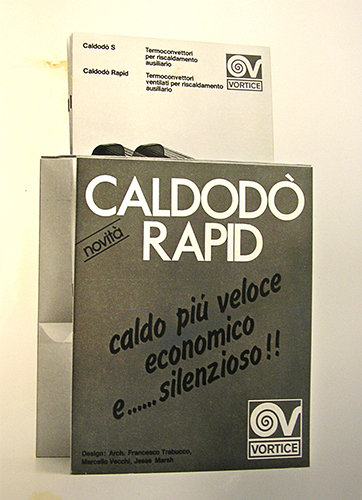 Caldodò S Termoconvettori
per riscaldamento
ausiliario
Caldodò Rapid Termoconvettori
ventilati per riscaldamento
ausiliario
VORTICE
CALDODÒ
RAPID
novità
caldo piú veloce
economico
e......silenzioso!!
Design: Arch. Francesco Trabucco,
Marcello Vecchi, Jesse Marsh
VORTICE